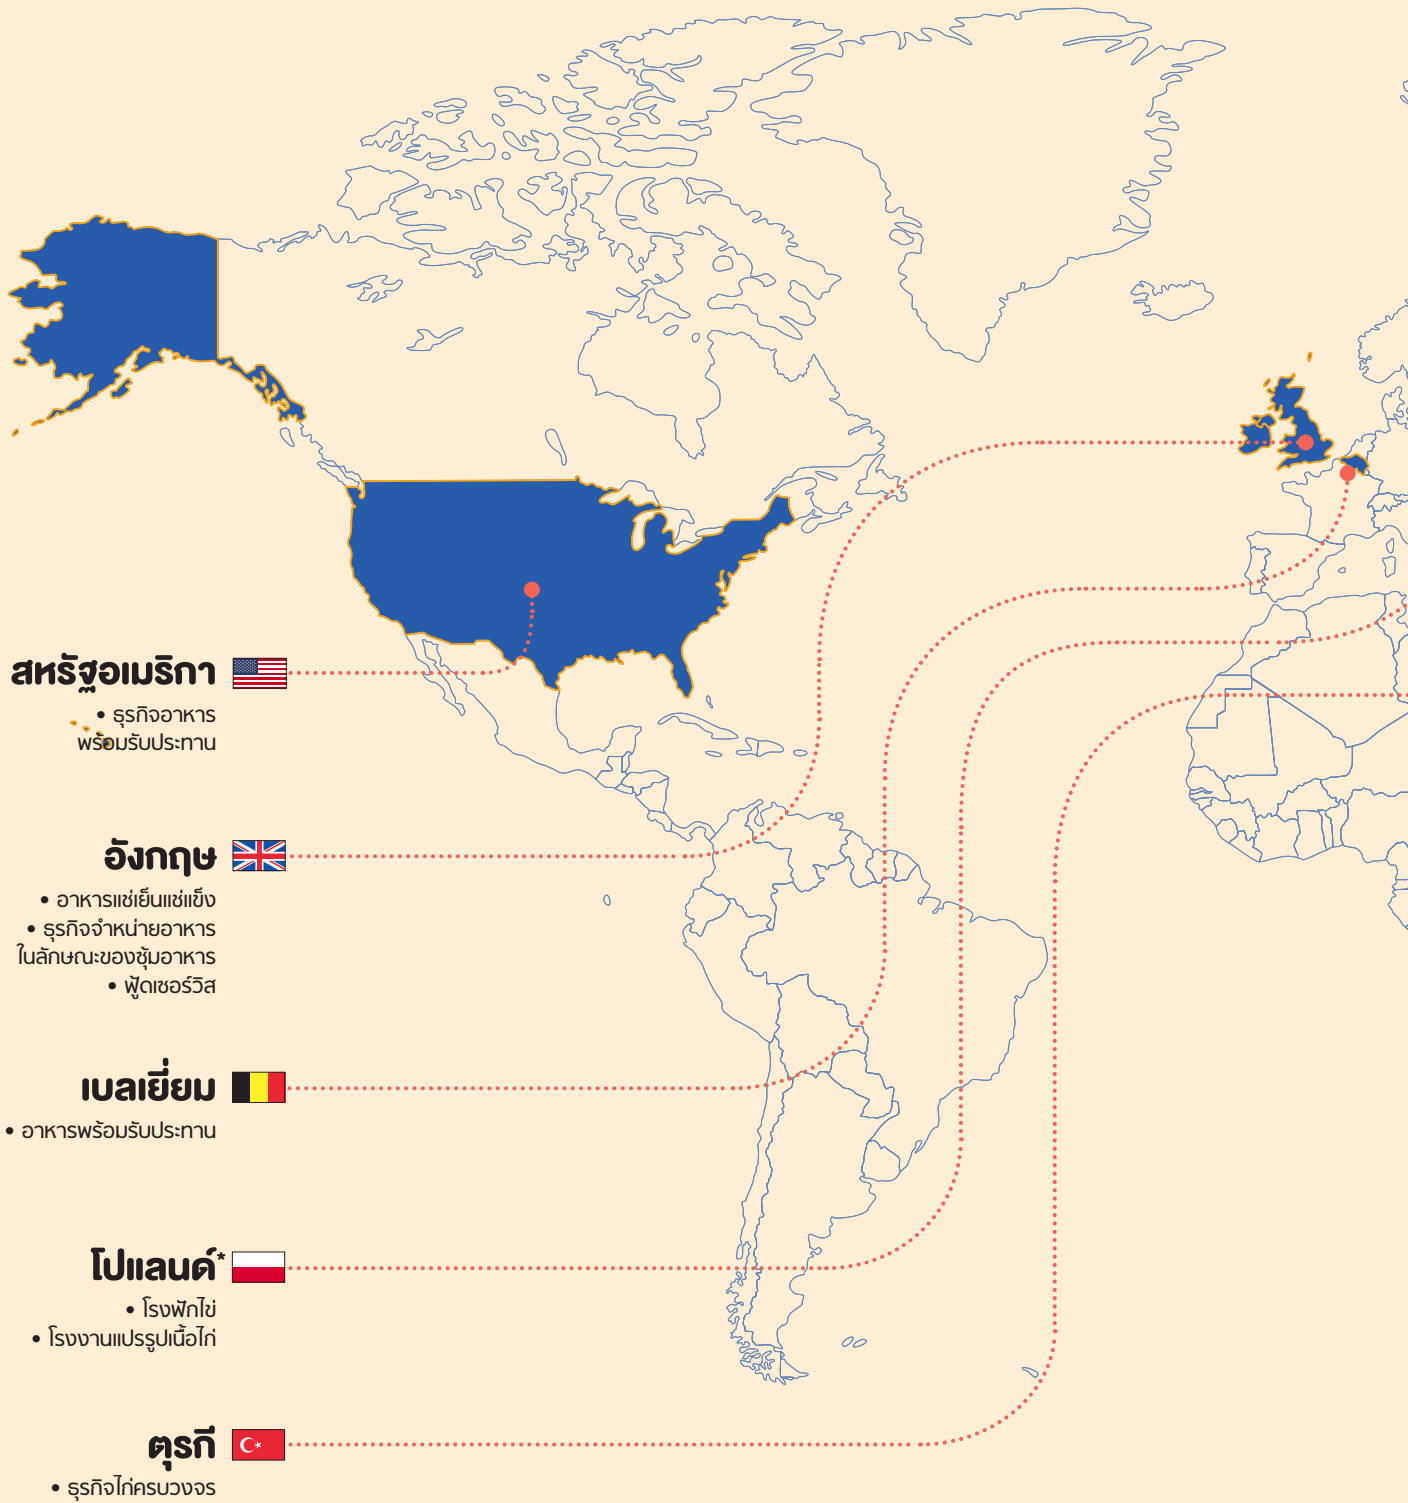 สหรัฐอเมริกา
• ธุรกิจอาหาร
พร้อมรับประทาน
อังกฤษ
• อาหารแช่เย็นแช่แข็ง
• ธุรกิจจำหน่ายอาหาร
ในลักษณะของซุ้มอาหาร
• ฟู้ดเซอร์วิส
เบลเยี่ยม
• อาหารพร้อมรับประทาน
โปแลนด์*
• โรงฟักไข่
• โรงงานแปรรูปเนื้อไก่
ตุรกี
• ธุรกิจไก่ครบวงจร